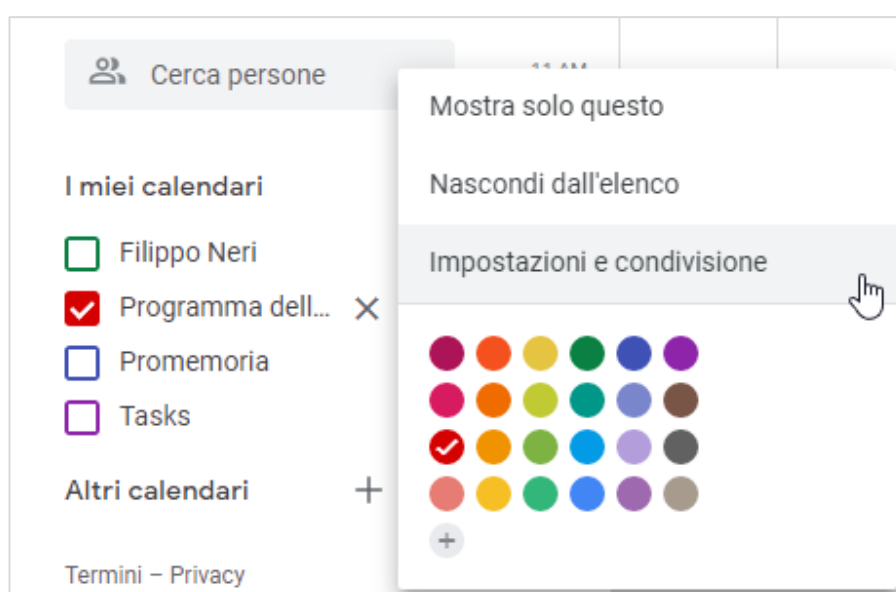 Cerca persone
11 AM
Mostra solo questo
I miei calendari
Nascondi dall'elenco
Filippo Neri
Impostazioni e condivisione
Programma dell...
Promemoria
Tasks
Altri calendari
Termini – Privacy